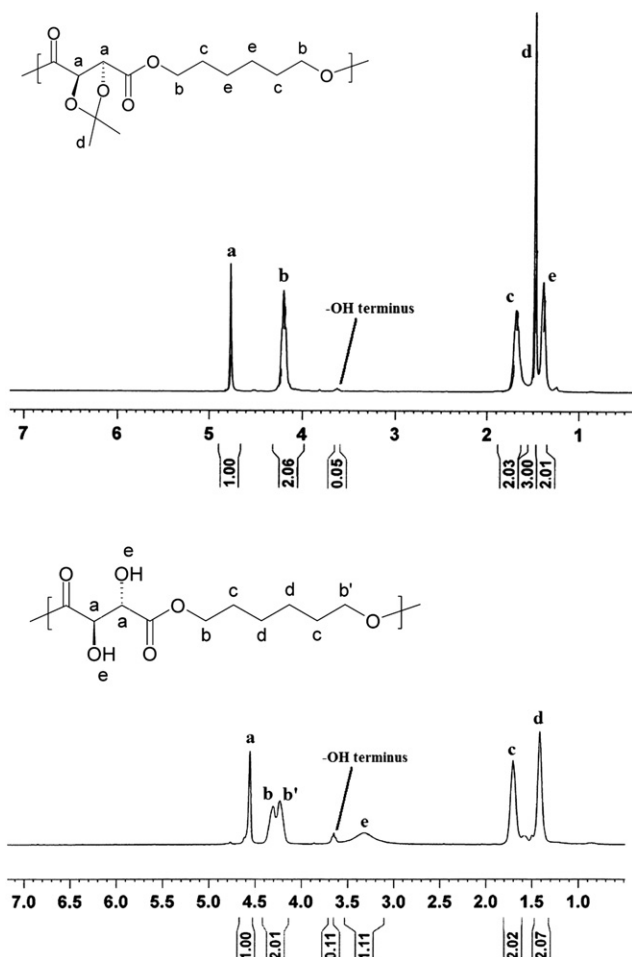 O
a
a
O
c
e
b
b
e
c
O
O
O
O
d
d
a
b
-OH terminus
c
e
7
6
5
4
3
2
1
1.00
2.06
0.05
2.03
3.00
2.01
e
O
OH
a
O
c
d
b'
O
a
b
d
c
OH
O
e
d
a
b
b'
-OH terminus
c
e
7.0 6.5 6.0 5.5 5.0 4.5 4.0 3.5 3.0 2.5 2.0 1.5 1.0
1.00
2.01
0.11
1.11
2.02
2.07